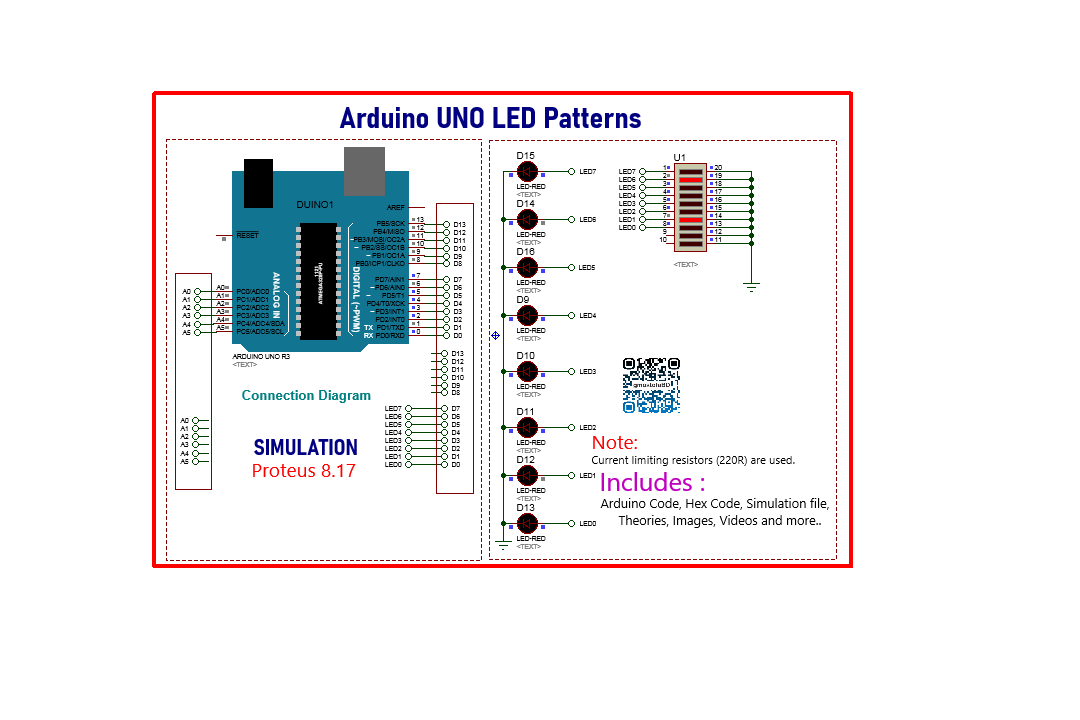 Arduino UNO LED Patterns
DUINO1
AREF
RESET
PB5/SCK 13 D13
PB4/MISO 12 D12
PB3/MOSI/OC2A 11 D11
PB2/SS/OC1B 10 D10
PB1/OC1A 9 D9
PB0/ICP1/CLKO 8 D8
PD7/AIN1 7 D7
PD6/AIN0 6 D6
PD5/T1 5 D5
PD4/T0/XCK 4 D4
PD3/INT1 3 D3
PD2/INT0 2 D2
TX PD1/TXD 1 D1
RX PD0/RXD 0 D0
ANALOG IN
DIGITAL (~PWM)
1121
ATMEGA328P-PU
A0 A0 PC0/ADC0
A1 A1 PC1/ADC1
A2 A2 PC2/ADC2
A3 A3 PC3/ADC3
A4 A4 PC4/ADC4/SDA
A5 A5 PC5/ADC5/SCL
ARDUINO UNO R3
<TEXT>
D13
D12
D11
D10
D9
D8
Connection Diagram
SIMULATION
Proteus 8.17
A0
A1
A2
A3
A4
A5
LED7 D7
LED6 D6
LED5 D5
LED4 D4
LED3 D3
LED2 D2
LED1 D1
LED0 D0
D15
LED7
LED-RED
<TEXT>
D14
LED6
LED-RED
<TEXT>
D16
LED5
LED-RED
<TEXT>
D9
LED4
LED-RED
<TEXT>
D10
LED3
LED-RED
<TEXT>
D11
LED2
LED-RED
<TEXT>
D12
LED1
LED-RED
<TEXT>
D13
LED0
LED-RED
<TEXT>
U1
LED7 1 20
LED6 2 19
LED5 3 18
LED4 4 17
LED3 5 16
LED2 6 15
LED1 7 14
LED0 8 13
9 12
10 11
<TEXT>
Note:
Current limiting resistors (220R) are used.
Includes :
Arduino Code, Hex Code, Simulation file,
Theories, Images, Videos and more..